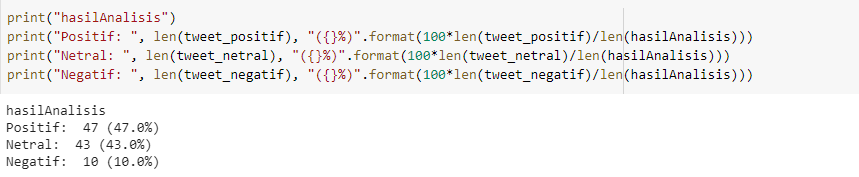 print("hasilAnalisis")
print("Positif: ", len(tweet_positif), "({}%)".format(100*len(tweet_positif)/len(hasilAnalisis)))
print("Netral: ", len(tweet_netral), "({}%)".format(100*len(tweet_netral)/len(hasilAnalisis)))
print("Negatif: ", len(tweet_negatif), "({}%)".format(100*len(tweet_negatif)/len(hasilAnalisis)))
hasilAnalisis
Positif:  47 (47.0%)
Netral:  43 (43.0%)
Negatif:  10 (10.0%)